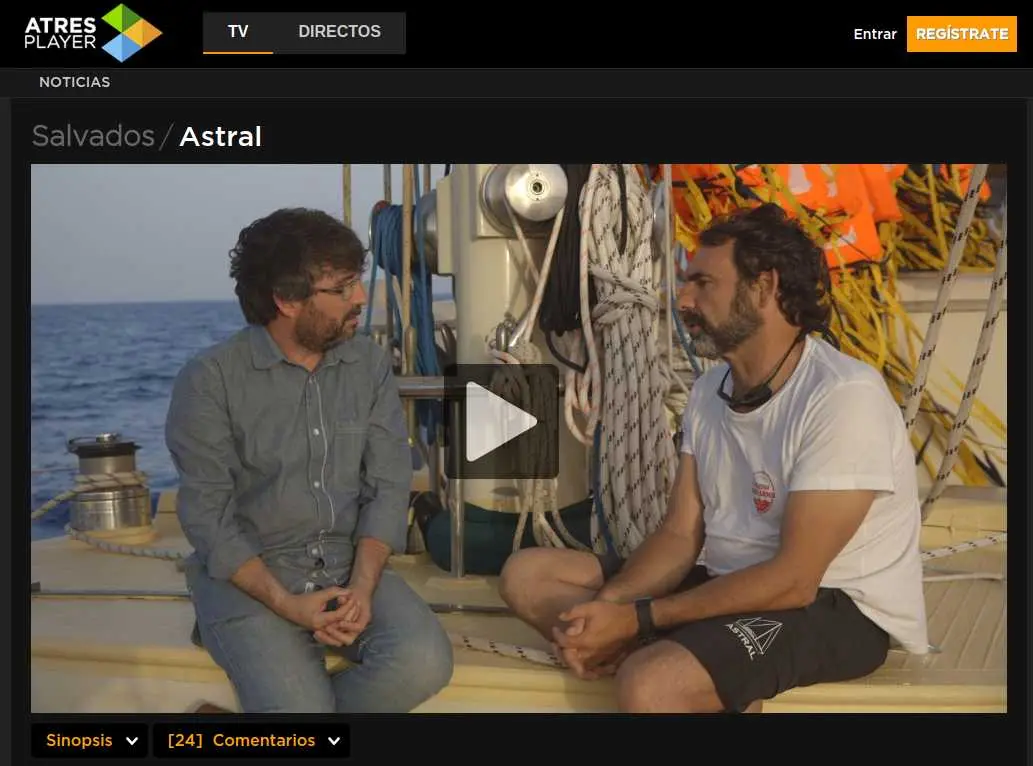 ATRES
PLAYER
TV
DIRECTOS
Entrar
REGÍSTRATE
NOTICIAS
Salvados / Astral
ASTRAL
Sinopsis
[24] Comentarios